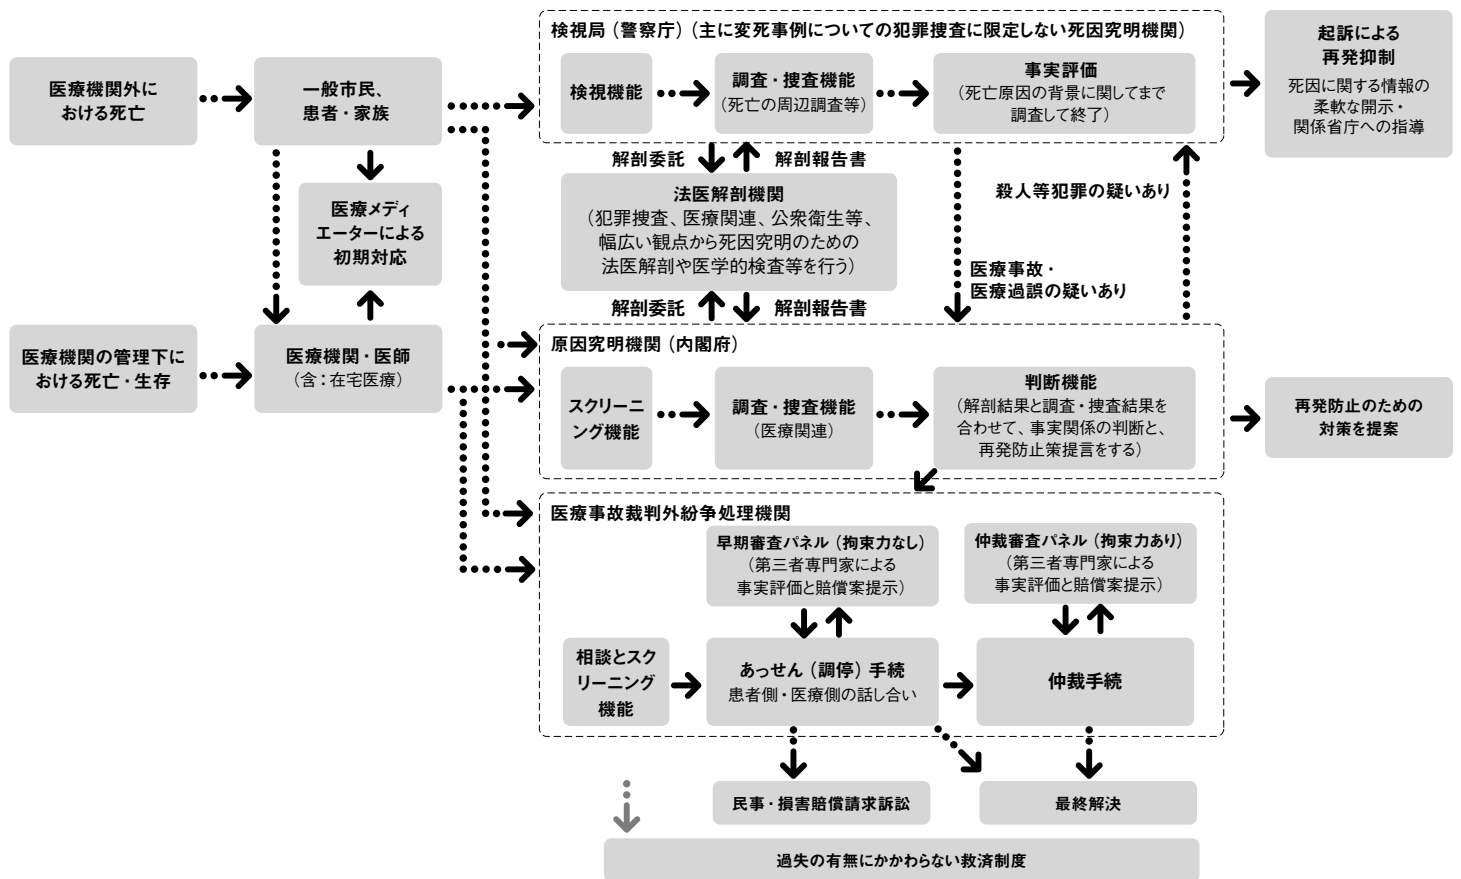 検視局（警察庁）（主に変死事例についての犯罪捜査に限定しない死因究明機関）
医療機関外に
おける死亡
一般市民、
患者・家族
検視機能
調査・捜査機能
（死亡の周辺調査等）
事実評価
（死亡原因の背景に関してまで
調査して終了）
起訴による
再発抑制
死因に関する情報の
柔軟な開示・
関係省庁への指導
解剖委託
解剖報告書
医療メディ
エーターによる
初期対応
法医解剖機関
（犯罪捜査、医療関連、公衆衛生等、
幅広い観点から死因究明のための
法医解剖や医学的検査等を行う）
殺人等犯罪の疑いあり
医療事故・
医療過誤の疑いあり
解剖委託
解剖報告書
医療機関の管理下に
おける死亡・生存
医療機関・医師
（含：在宅医療）
原因究明機関（内閣府）
スクリーニ
ング機能
調査・捜査機能
（医療関連）
判断機能
（解剖結果と調査・捜査結果を
合わせて、事実関係の判断と、
再発防止策提言をする）
再発防止のための
対策を提案
医療事故裁判外紛争処理機関
早期審査パネル（拘束力なし）
（第三者専門家による
事実評価と賠償案提示）
仲裁審査パネル（拘束力あり）
（第三者専門家による
事実評価と賠償案提示）
相談とスク
リーニング
機能
あっせん（調停）手続
患者側・医療側の話し合い
仲裁手続
民事・損害賠償請求訴訟
最終解決
過失の有無にかかわらない救済制度